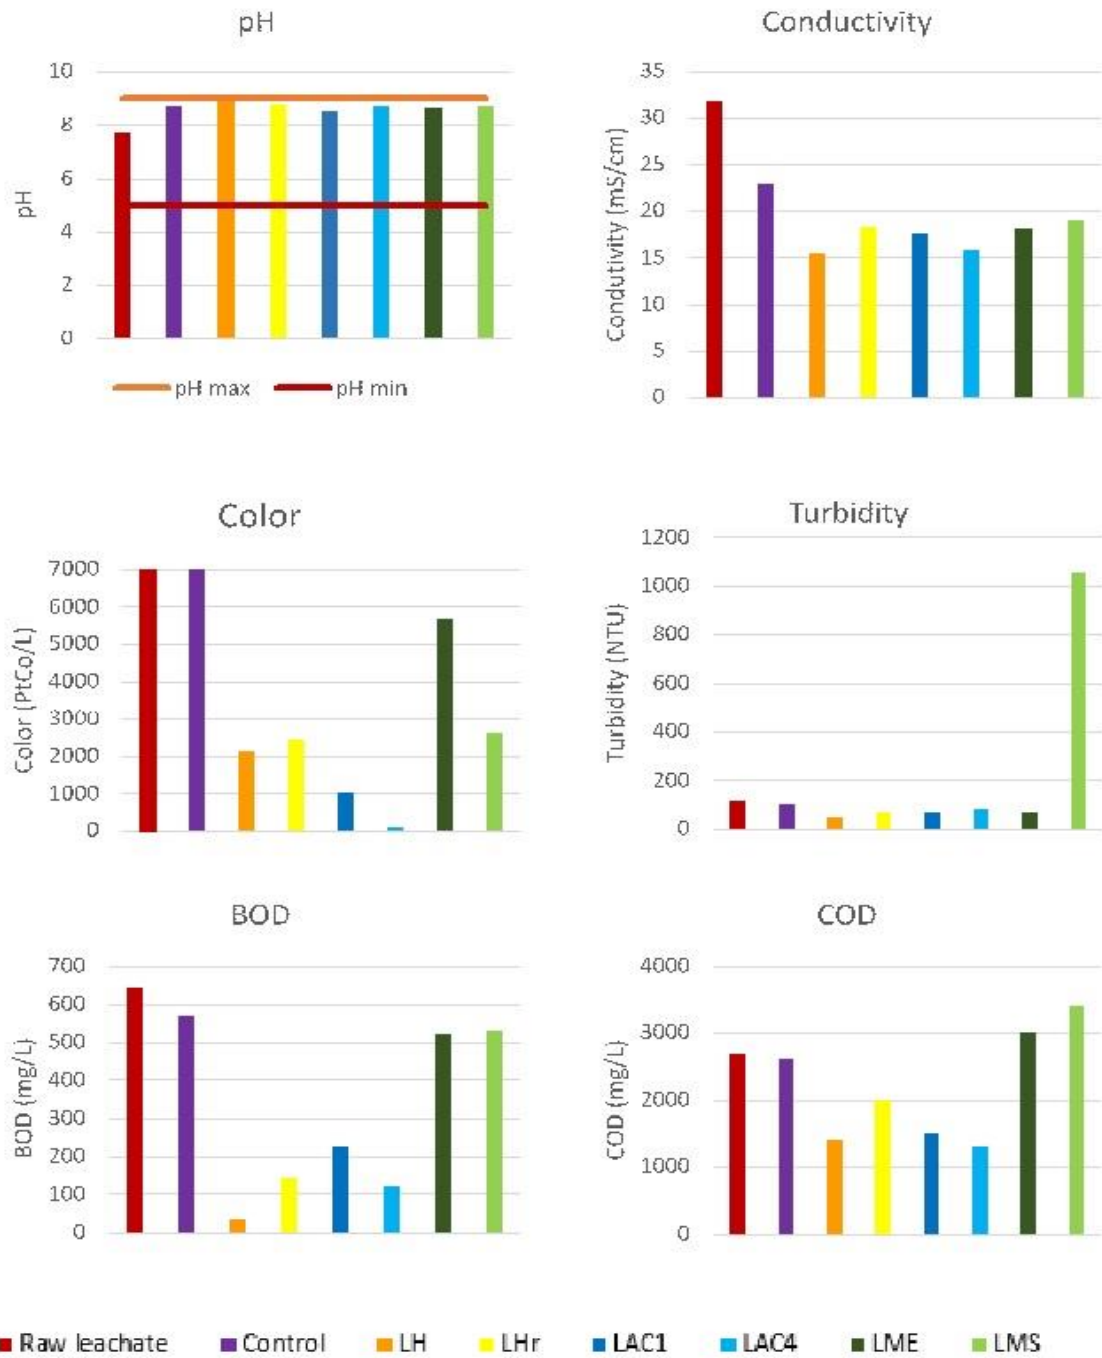 pH
10
8
6
4
2
0
pH
pH max
pH min
Conductivity
35
30
25
20
15
10
5
0
Condutivity (mS/cm)
Color
7000
6000
5000
4000
3000
2000
1000
0
Color (PtCo/L)
Turbidity
1200
1000
800
600
400
200
0
Turbidity (NTU)
BOD
700
600
500
400
300
200
100
0
BOD (mg/L)
COD
4000
3000
2000
1000
0
COD (mg/L)
Raw leachate Control LH LHr LAC1 LAC4 LME LMS